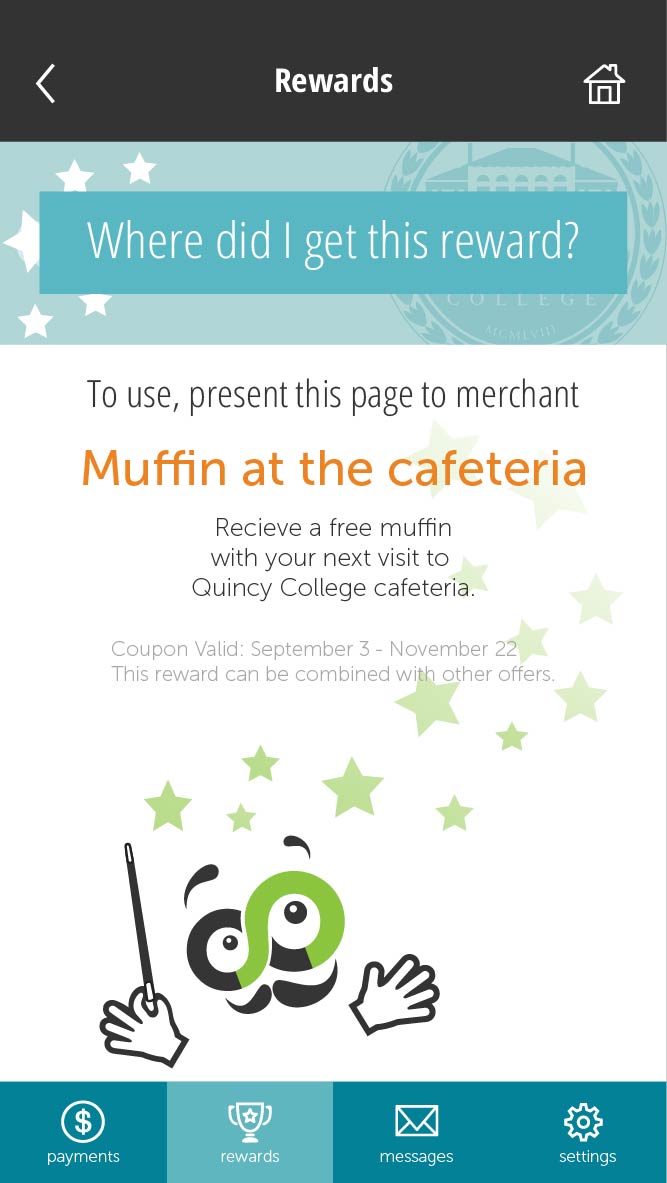 Rewards
Where did I get this reward?
COLLEGE
MCMLVIII
To use, present this page to merchant
Muffin at the cafeteria
Recieve a free muffin
with your next visit to
Quincy College cafeteria.
Coupon Valid: September 3 - November 22
This reward can be combined with other offers.
$
payments
rewards
messages
settings